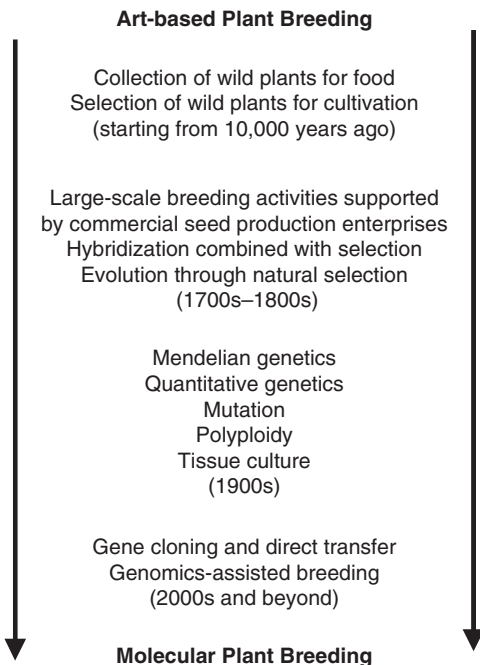 Art-based Plant Breeding
Collection of wild plants for food
Selection of wild plants for cultivation
(starting from 10,000 years ago)
Large-scale breeding activities supported
by commercial seed production enterprises
Hybridization combined with selection
Evolution through natural selection
(1700s–1800s)
Mendelian genetics
Quantitative genetics
Mutation
Polyploidy
Tissue culture
(1900s)
Gene cloning and direct transfer
Genomics-assisted breeding
(2000s and beyond)
Molecular Plant Breeding